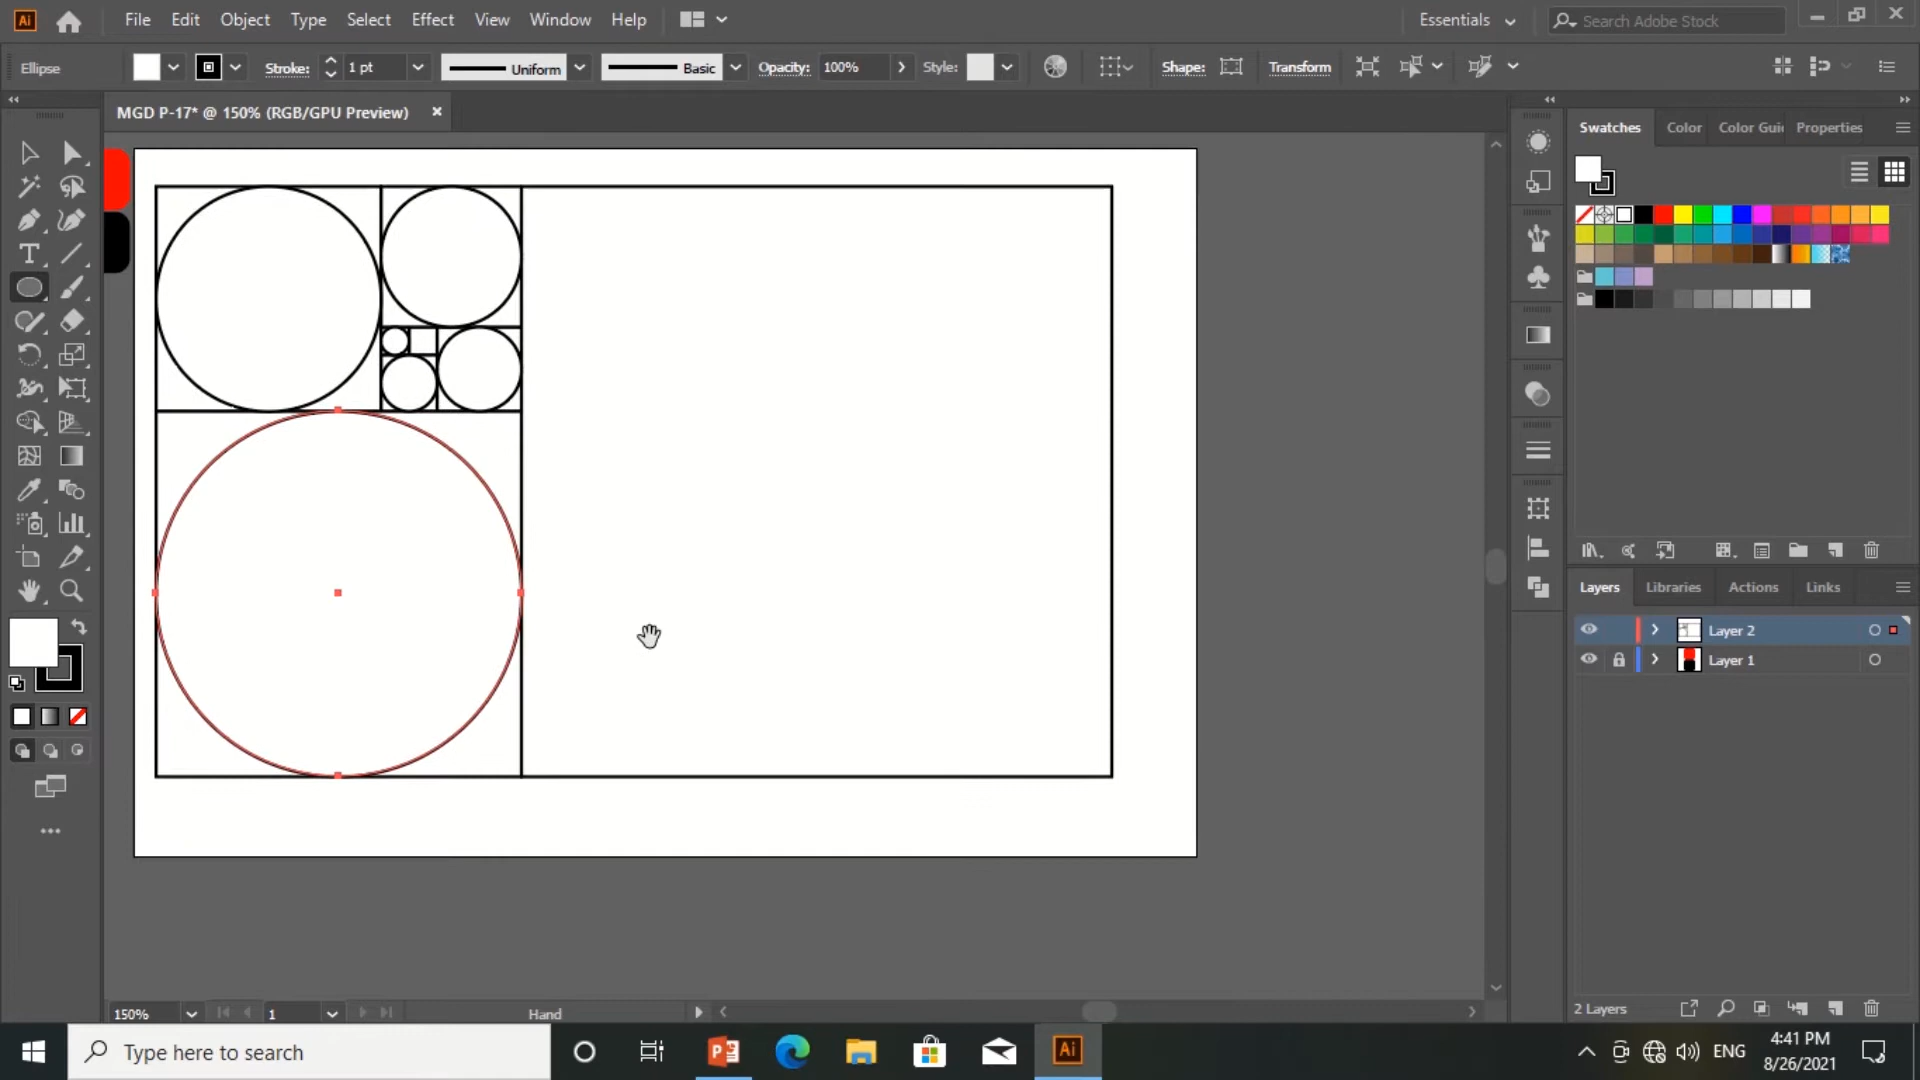 Ai File Edit Object Type Select Effect View Window Help Essentials Search Adobe Stock
Ellipse Stroke: 1 pt Uniform Basic Opacity: 100% Style: Shape: Transform
MGD P-17* @ 150% (RGB/GPU Preview) ×
Swatches Color Color Gui Properties
Layers Libraries Actions Links
Layer 2
Layer 1
2 Layers
150% 1 Hand
Type here to search
Ai
ENG
4:41 PM
8/26/2021